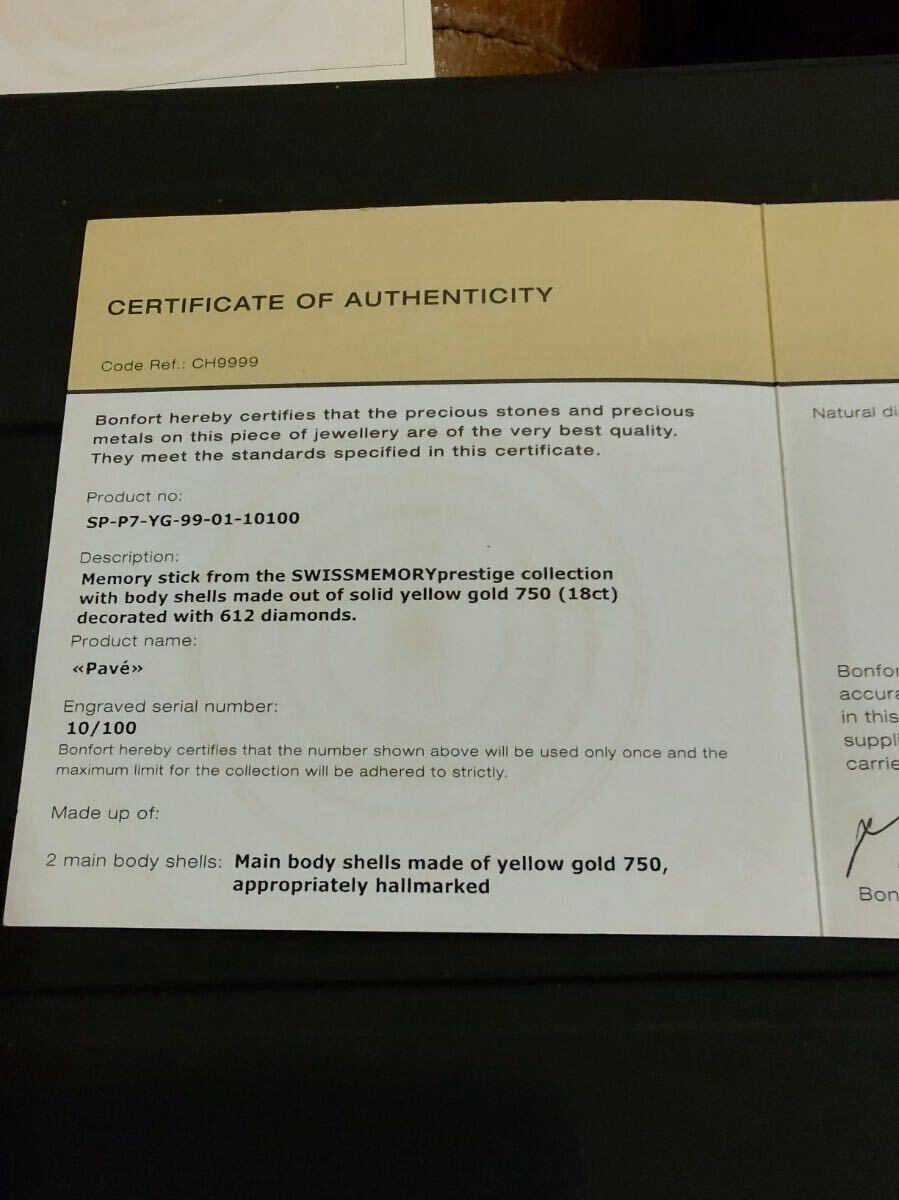 CERTIFICATE OF AUTHENTICITY
Code Ref.: CH9999
Bonfort hereby certifies that the precious stones and precious
metals on this piece of jewellery are of the very best quality.
They meet the standards specified in this certificate.
Product no:
SP-P7-YG-99-01-10100
Description:
Memory stick from the SWISSMEMORYprestige collection
with body shells made out of solid yellow gold 750 (18ct)
decorated with 612 diamonds.
Product name:
«Pavé»
Engraved serial number:
10/100
Bonfort hereby certifies that the number shown above will be used only once and the
maximum limit for the collection will be adhered to strictly.
Made up of:
2 main body shells: Main body shells made of yellow gold 750,
appropriately hallmarked
Natural
in this